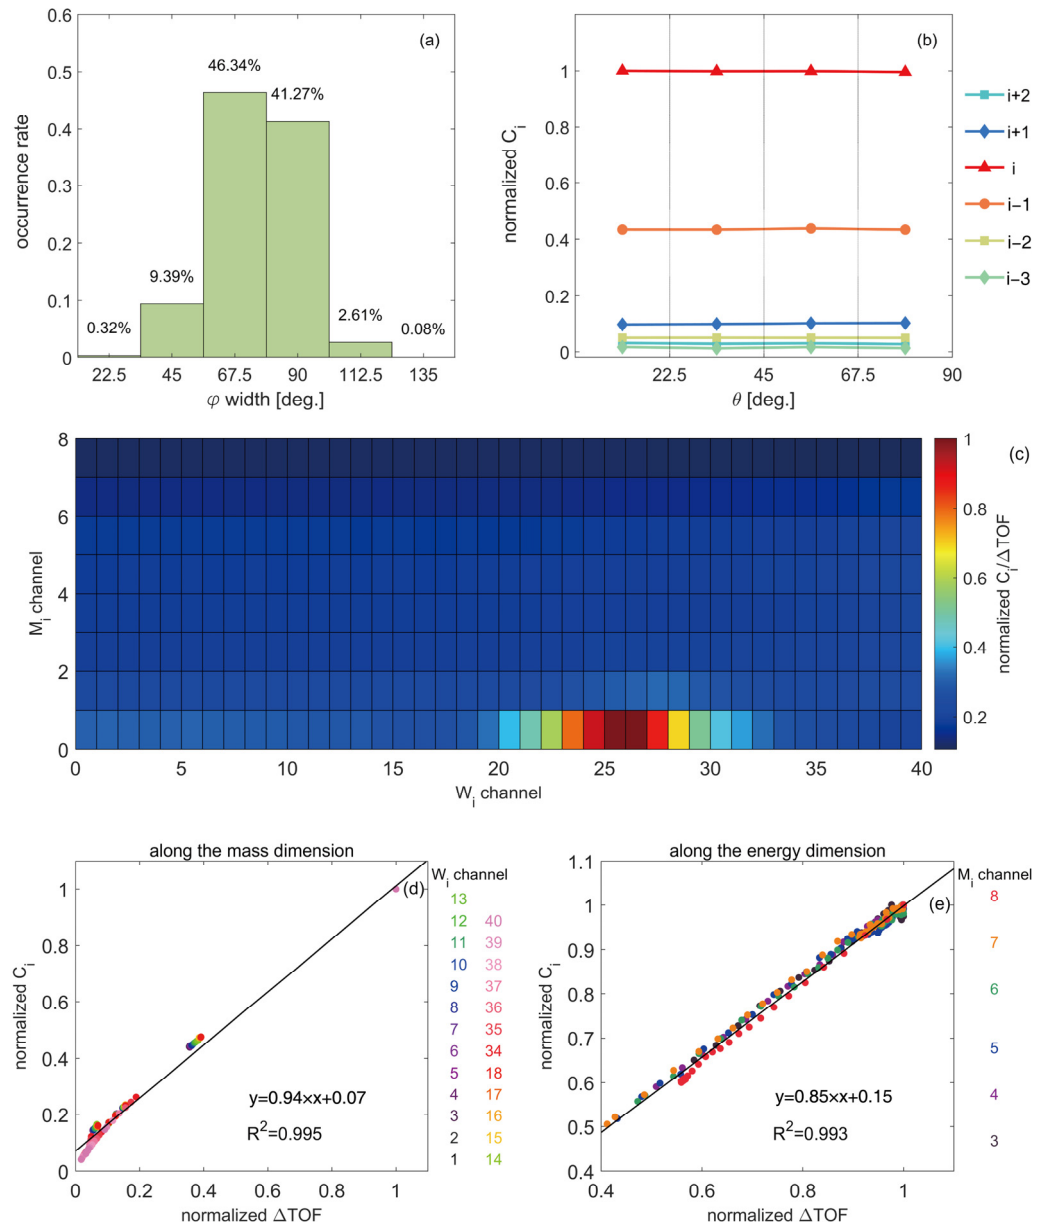 (a)
occurrence rate
0.6
0.5
0.4
0.3
0.2
0.1
0
0.32%
9.39%
46.34%
41.27%
2.61%
0.08%
22.5 45 67.5 90 112.5 135
φ width [deg.]
(b)
normalized C_i
1
0.8
0.6
0.4
0.2
0
22.5 45 67.5 90
θ [deg.]
i+2
i+1
i
i−1
i−2
i−3
(c)
M_i channel
8
6
4
2
0
0 5 10 15 20 25 30 35 40
W_i channel
1
0.8
0.6
0.4
0.2
normalized C_i/ΔTOF
along the mass dimension
(d)
normalized C_i
1
0.8
0.6
0.4
0.2
0
y=0.94×x+0.07
R²=0.995
0 0.2 0.4 0.6 0.8 1
normalized ΔTOF
W_i channel
13
12 40
11 39
10 38
9 37
8 36
7 35
6 34
5 18
4 17
3 16
2 15
1 14
along the energy dimension
(e)
normalized C_i
1.1
1
0.9
0.8
0.7
0.6
0.5
0.4
y=0.85×x+0.15
R²=0.993
0.4 0.6 0.8 1
normalized ΔTOF
M_i channel
8
7
6
5
4
3